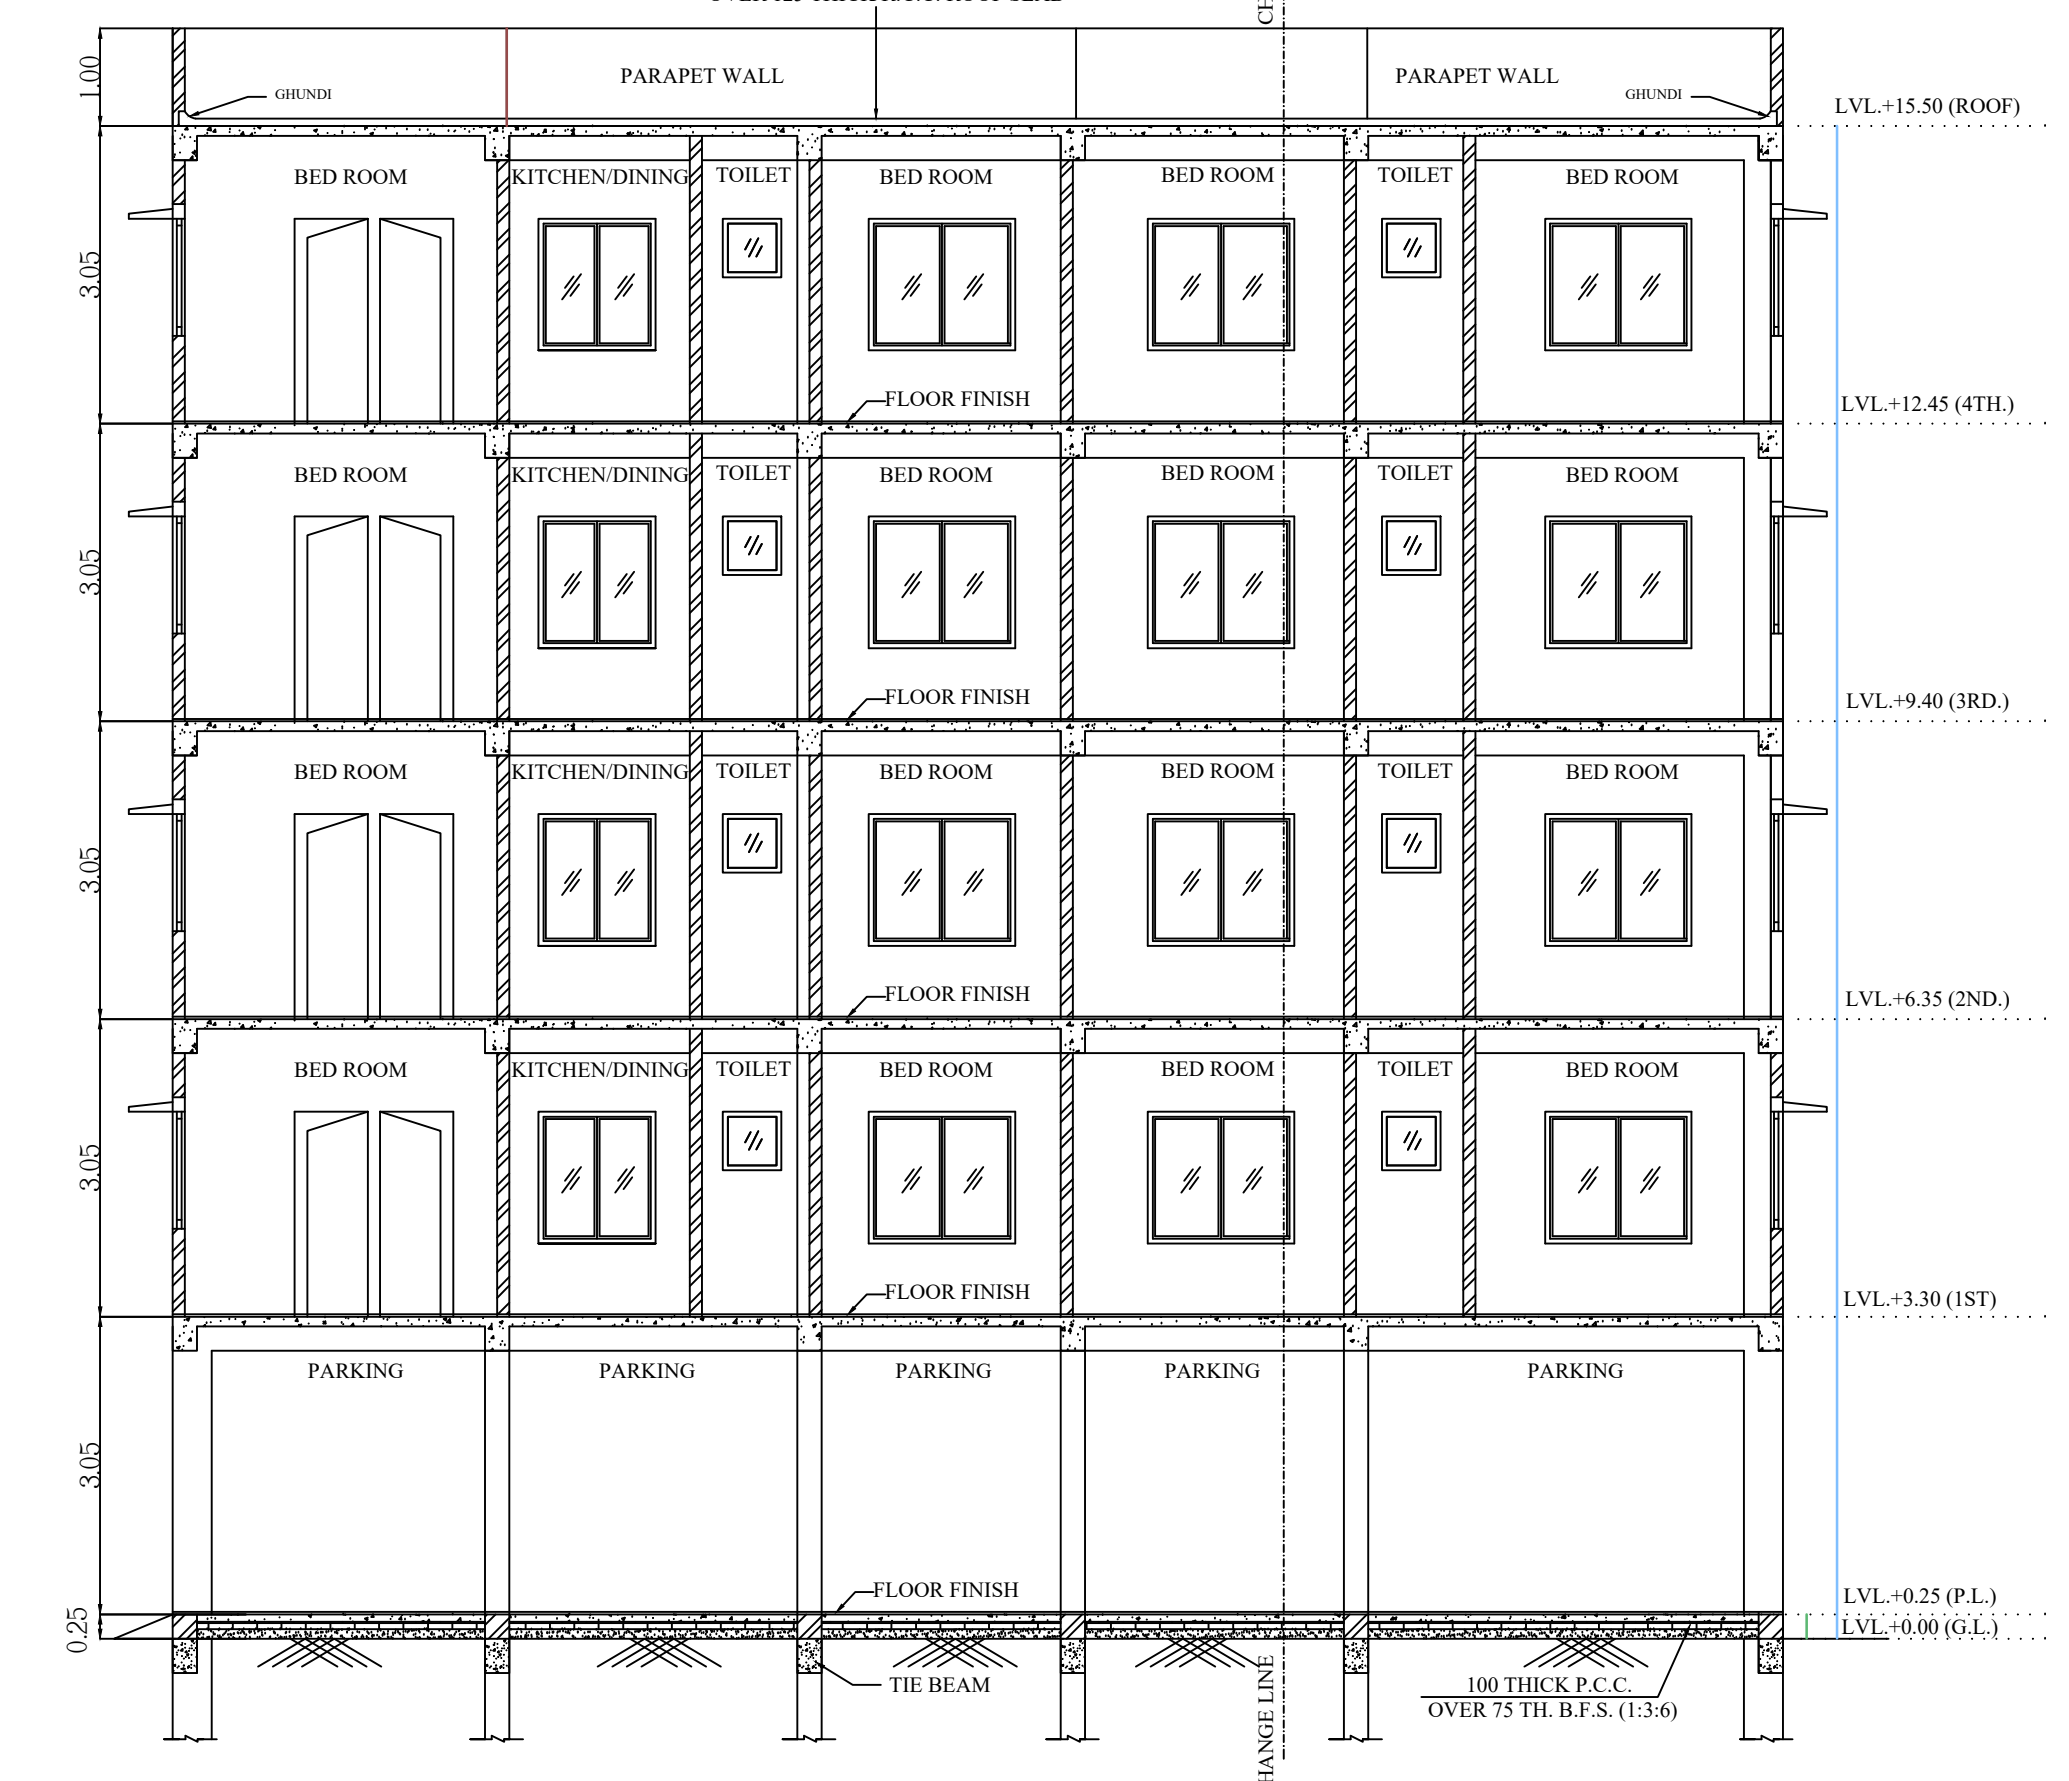 CH
1.00
PARAPET WALL
PARAPET WALL
GHUNDI
GHUNDI
LVL.+15.50 (ROOF)
3.05
BED ROOM
KITCHEN/DINING
TOILET
BED ROOM
BED ROOM
TOILET
BED ROOM
FLOOR FINISH
LVL.+12.45 (4TH.)
3.05
BED ROOM
KITCHEN/DINING
TOILET
BED ROOM
BED ROOM
TOILET
BED ROOM
FLOOR FINISH
LVL.+9.40 (3RD.)
3.05
BED ROOM
KITCHEN/DINING
TOILET
BED ROOM
BED ROOM
TOILET
BED ROOM
FLOOR FINISH
LVL.+6.35 (2ND.)
3.05
BED ROOM
KITCHEN/DINING
TOILET
BED ROOM
BED ROOM
TOILET
BED ROOM
FLOOR FINISH
LVL.+3.30 (1ST)
3.05
PARKING
PARKING
PARKING
PARKING
PARKING
FLOOR FINISH
LVL.+0.25 (P.L.)
0.25
LVL.+0.00 (G.L.)
TIE BEAM
HANGE LINE
100 THICK P.C.C.
OVER 75 TH. B.F.S. (1:3:6)